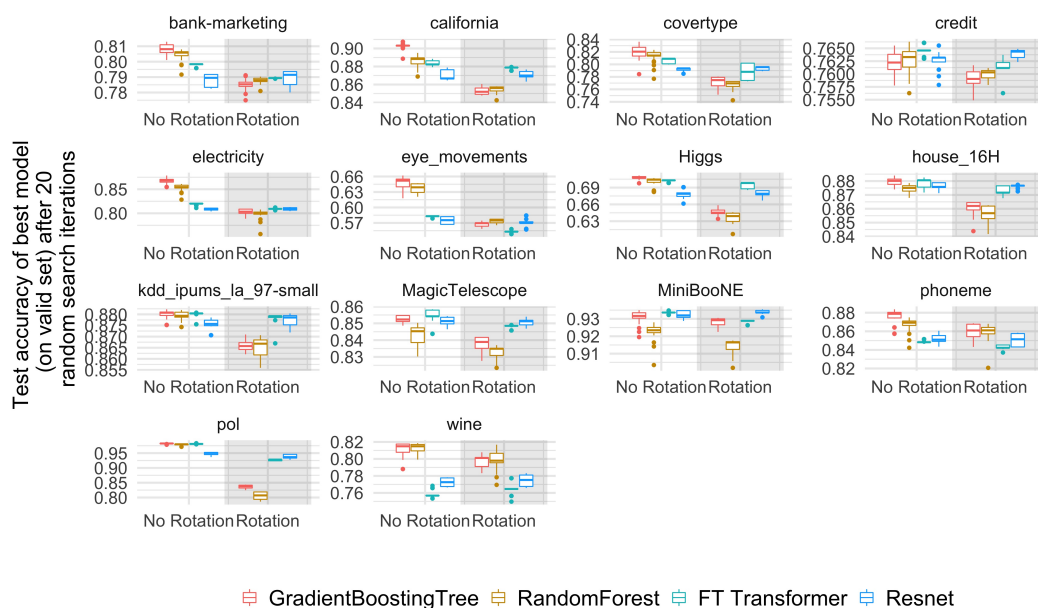 bank-marketing california covertype credit
0.81 0.80 0.79 0.78
0.90 0.88 0.86 0.84
0.84 0.82 0.80 0.78 0.76 0.74
0.7650 0.7600 0.7550
No Rotation Rotation No Rotation Rotation No Rotation Rotation No Rotation Rotation
electricity eye_movements Higgs house_16H
0.85 0.80
0.66 0.63 0.60 0.57
0.69 0.66 0.63
0.88 0.87 0.86 0.85 0.84
No Rotation Rotation No Rotation Rotation No Rotation Rotation No Rotation Rotation
Test accuracy of best model
(on valid set) after 20
random search iterations
kdd_ipums_la_97-small MagicTelescope MiniBooNE phoneme
0.880 0.875 0.870 0.865 0.860 0.855
0.86 0.85 0.84 0.83
0.93 0.92 0.91
0.88 0.86 0.84 0.82
No Rotation Rotation No Rotation Rotation No Rotation Rotation No Rotation Rotation
pol wine
0.95 0.90 0.85 0.80
0.82 0.80 0.78 0.76
No Rotation Rotation No Rotation Rotation
GradientBoostingTree RandomForest FT Transformer Resnet